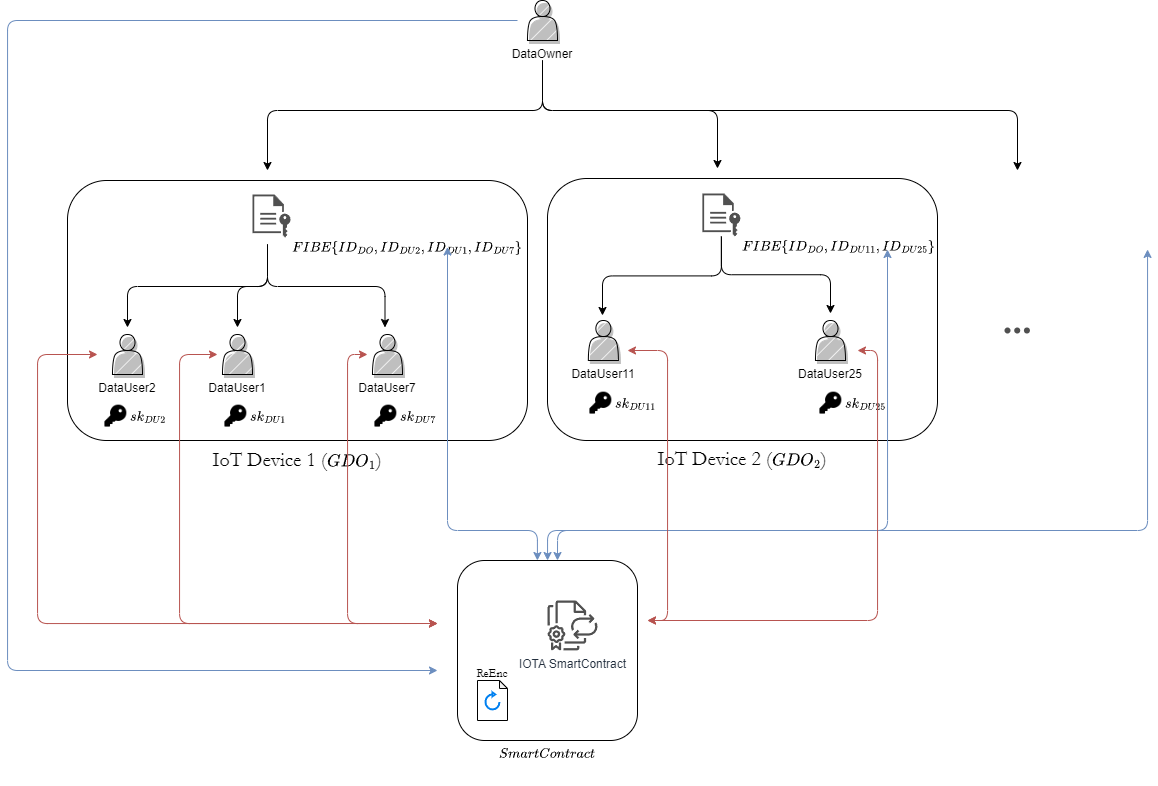 DataOwner
FIBE{ID_DO, ID_DU2, ID_DU1, ID_DU7}
FIBE{ID_DO, ID_DU11, ID_DU25}
DataUser2
DataUser1
DataUser7
DataUser11
DataUser25
sk_DU2
sk_DU1
sk_DU7
sk_DU11
sk_DU25
IoT Device 1 (GDO_1)
IoT Device 2 (GDO_2)
IOTA SmartContract
ReEnc
SmartContract